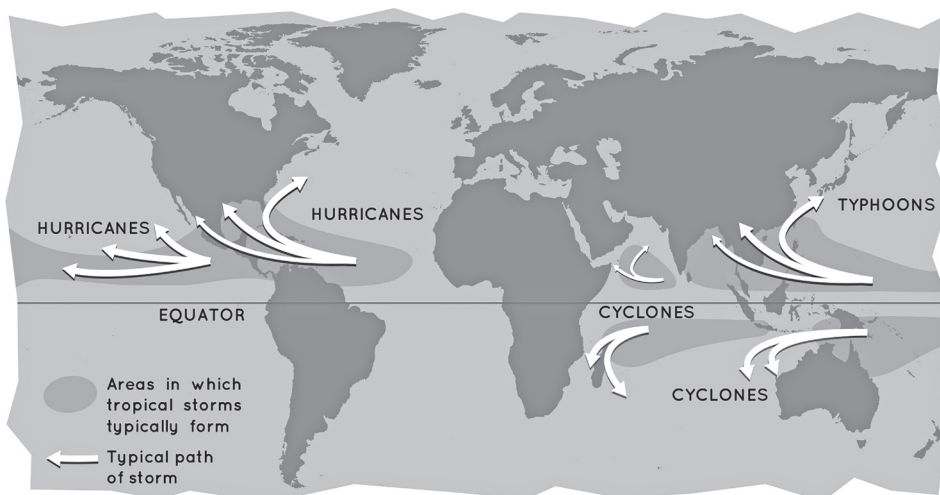 TYPHOONS
HURRICANES
HURRICANES
EQUATOR
CYCLONES
CYCLONES
Areas in which
tropical storms
typically form
Typical path
of storm